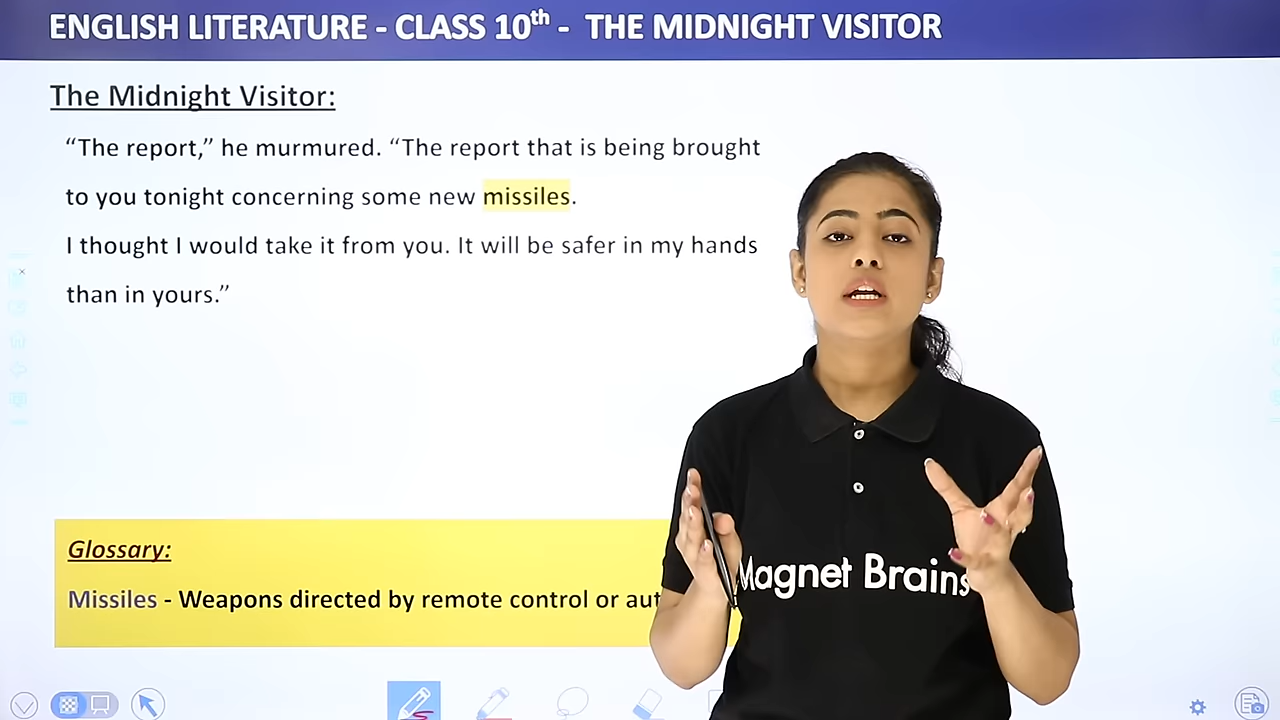 ENGLISH LITERATURE - CLASS 10th - THE MIDNIGHT VISITOR
The Midnight Visitor:
“The report,” he murmured. “The report that is being brought
to you tonight concerning some new missiles.
I thought I would take it from you. It will be safer in my hands
than in yours.”
Glossary:
Missiles - Weapons directed by remote control or
Magnet Brains